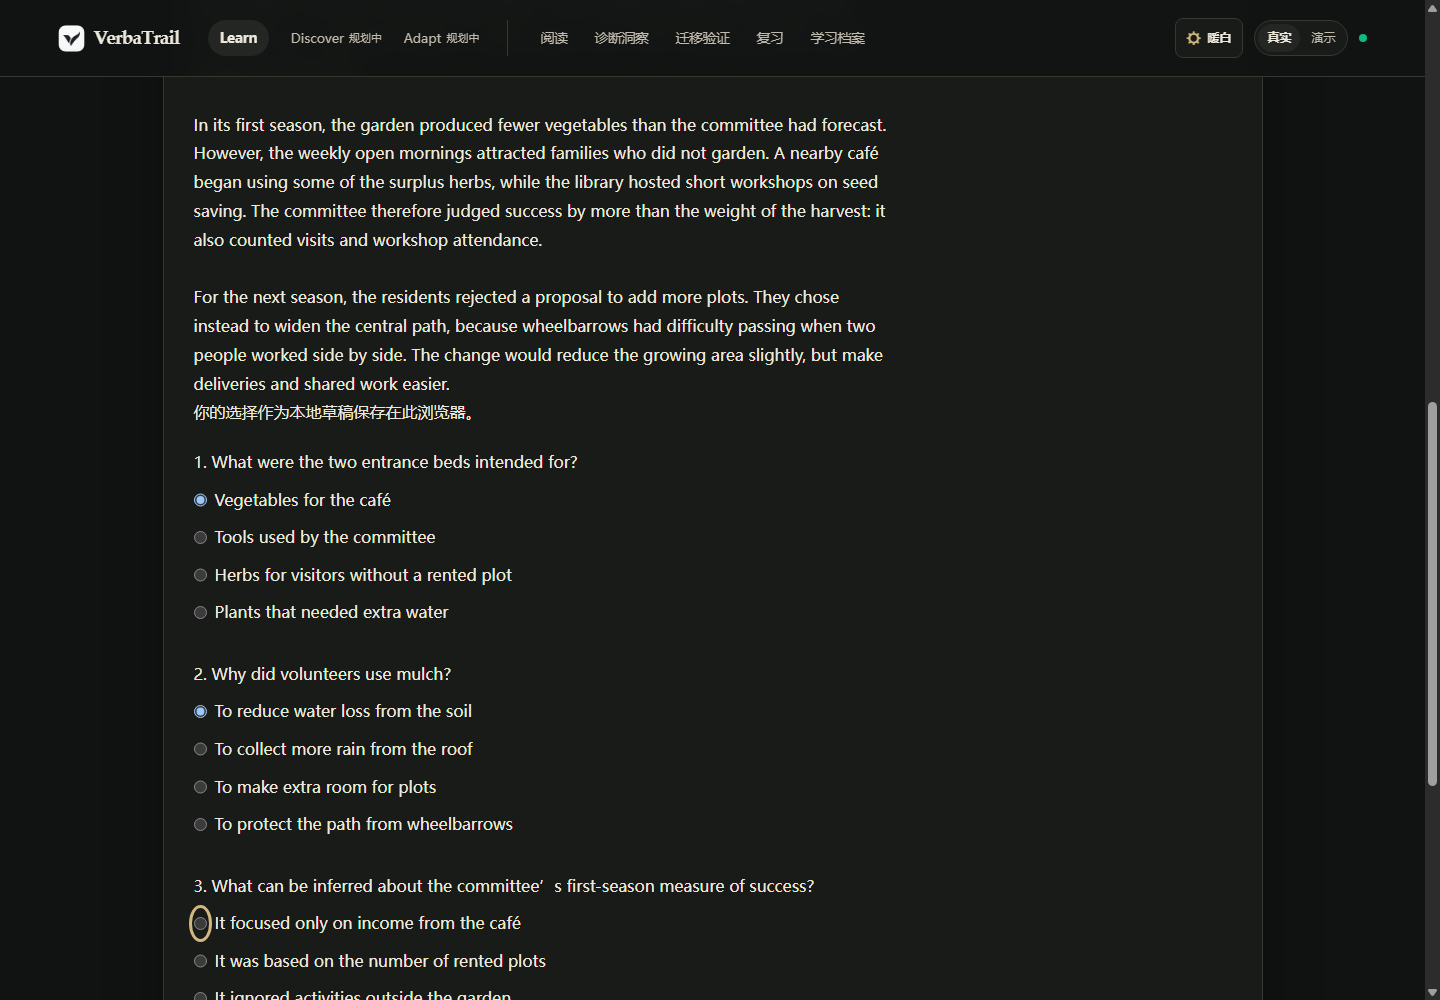 VerbaTrail
Learn
Discover 规划中
Adapt 规划中
阅读
诊断洞察
迁移验证
复习
学习档案
暖白
真实
演示
In its first season, the garden produced fewer vegetables than the committee had forecast.
However, the weekly open mornings attracted families who did not garden. A nearby café
began using some of the surplus herbs, while the library hosted short workshops on seed
saving. The committee therefore judged success by more than the weight of the harvest: it
also counted visits and workshop attendance.
For the next season, the residents rejected a proposal to add more plots. They chose
instead to widen the central path, because wheelbarrows had difficulty passing when two
people worked side by side. The change would reduce the growing area slightly, but make
deliveries and shared work easier.
你的选择作为本地草稿保存在此浏览器。
1. What were the two entrance beds intended for?
Vegetables for the café
Tools used by the committee
Herbs for visitors without a rented plot
Plants that needed extra water
2. Why did volunteers use mulch?
To reduce water loss from the soil
To collect more rain from the roof
To make extra room for plots
To protect the path from wheelbarrows
3. What can be inferred about the committee’s first-season measure of success?
It focused only on income from the café
It was based on the number of rented plots
It ignored activities outside the garden